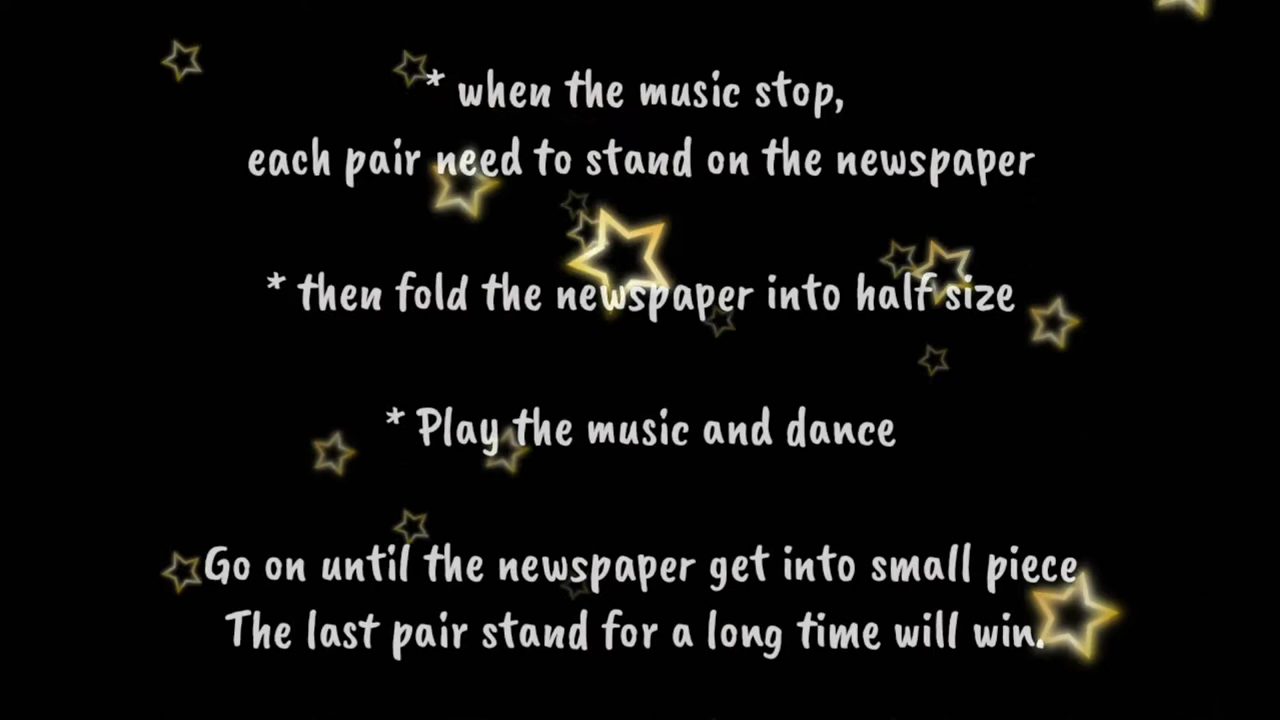 * when the music stop,
each pair need to stand on the newspaper
* then fold the newspaper into half size
* Play the music and dance
Go on until the newspaper get into small piece
The last pair stand for a long time will win.